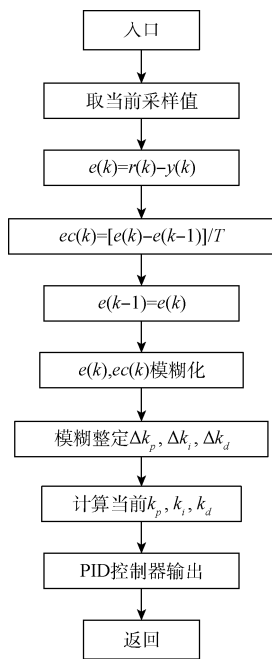 入口
取当前采样值
e(k)=r(k)−y(k)
ec(k)=[e(k)−e(k−1)]/T
e(k−1)=e(k)
e(k),ec(k)模糊化
模糊整定Δkp, Δki, Δkd
计算当前kp, ki, kd
PID控制器输出
返回